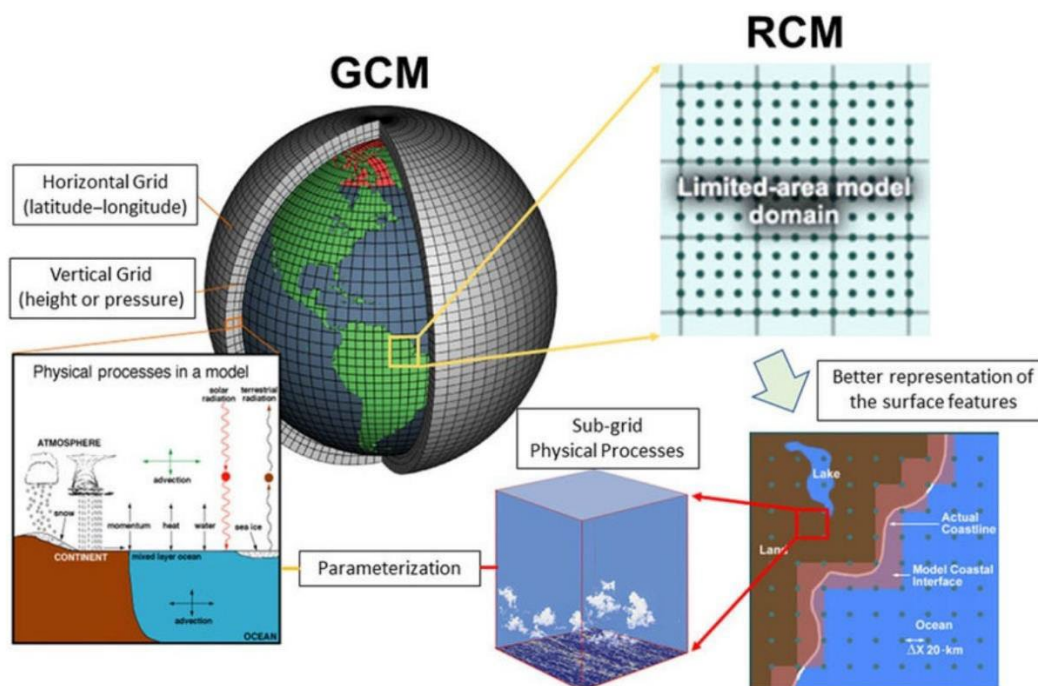 GCM
RCM
Horizontal Grid
(latitude–longitude)
Vertical Grid
(height or pressure)
Limited-area model
domain
Physical processes in a model
solar
radiation
terrestrial
radiation
ATMOSPHERE
advection
snow
momentum
heat
water
sea ice
CONTINENT
mixed layer ocean
advection
OCEAN
Parameterization
Sub-grid
Physical Processes
Better representation of
the surface features
Lake
Land
Actual
Coastline
Model Coastal
Interface
Ocean
ΔX 20-km